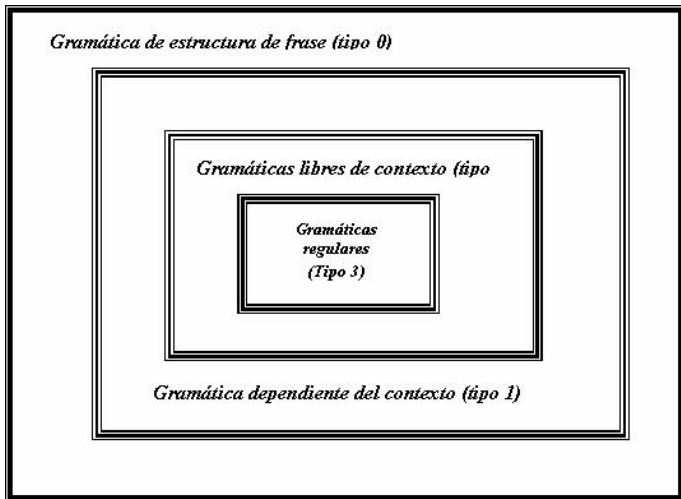 Gramática de estructura de frase (tipo 0)
Gramáticas libres de contexto (tipo
Gramáticas
regulares
(Tipo 3)
Gramática dependiente del contexto (tipo 1)